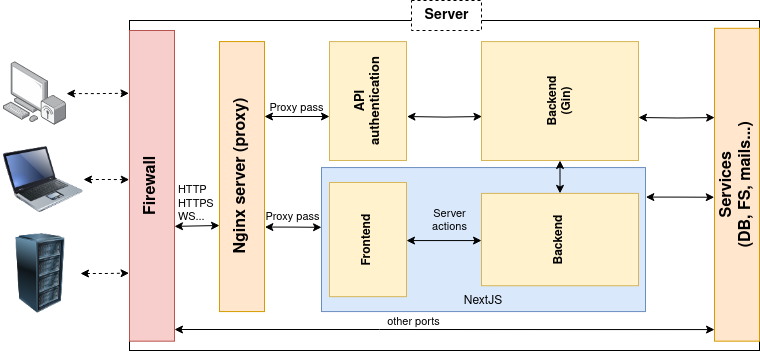 Server
Firewall
HTTP
HTTPS
WS...
Nginx server (proxy)
Proxy pass
Proxy pass
API
authentication
Backend
(Gin)
Frontend
Server
actions
Backend
NextJS
other ports
Services
(DB, FS, mails...)